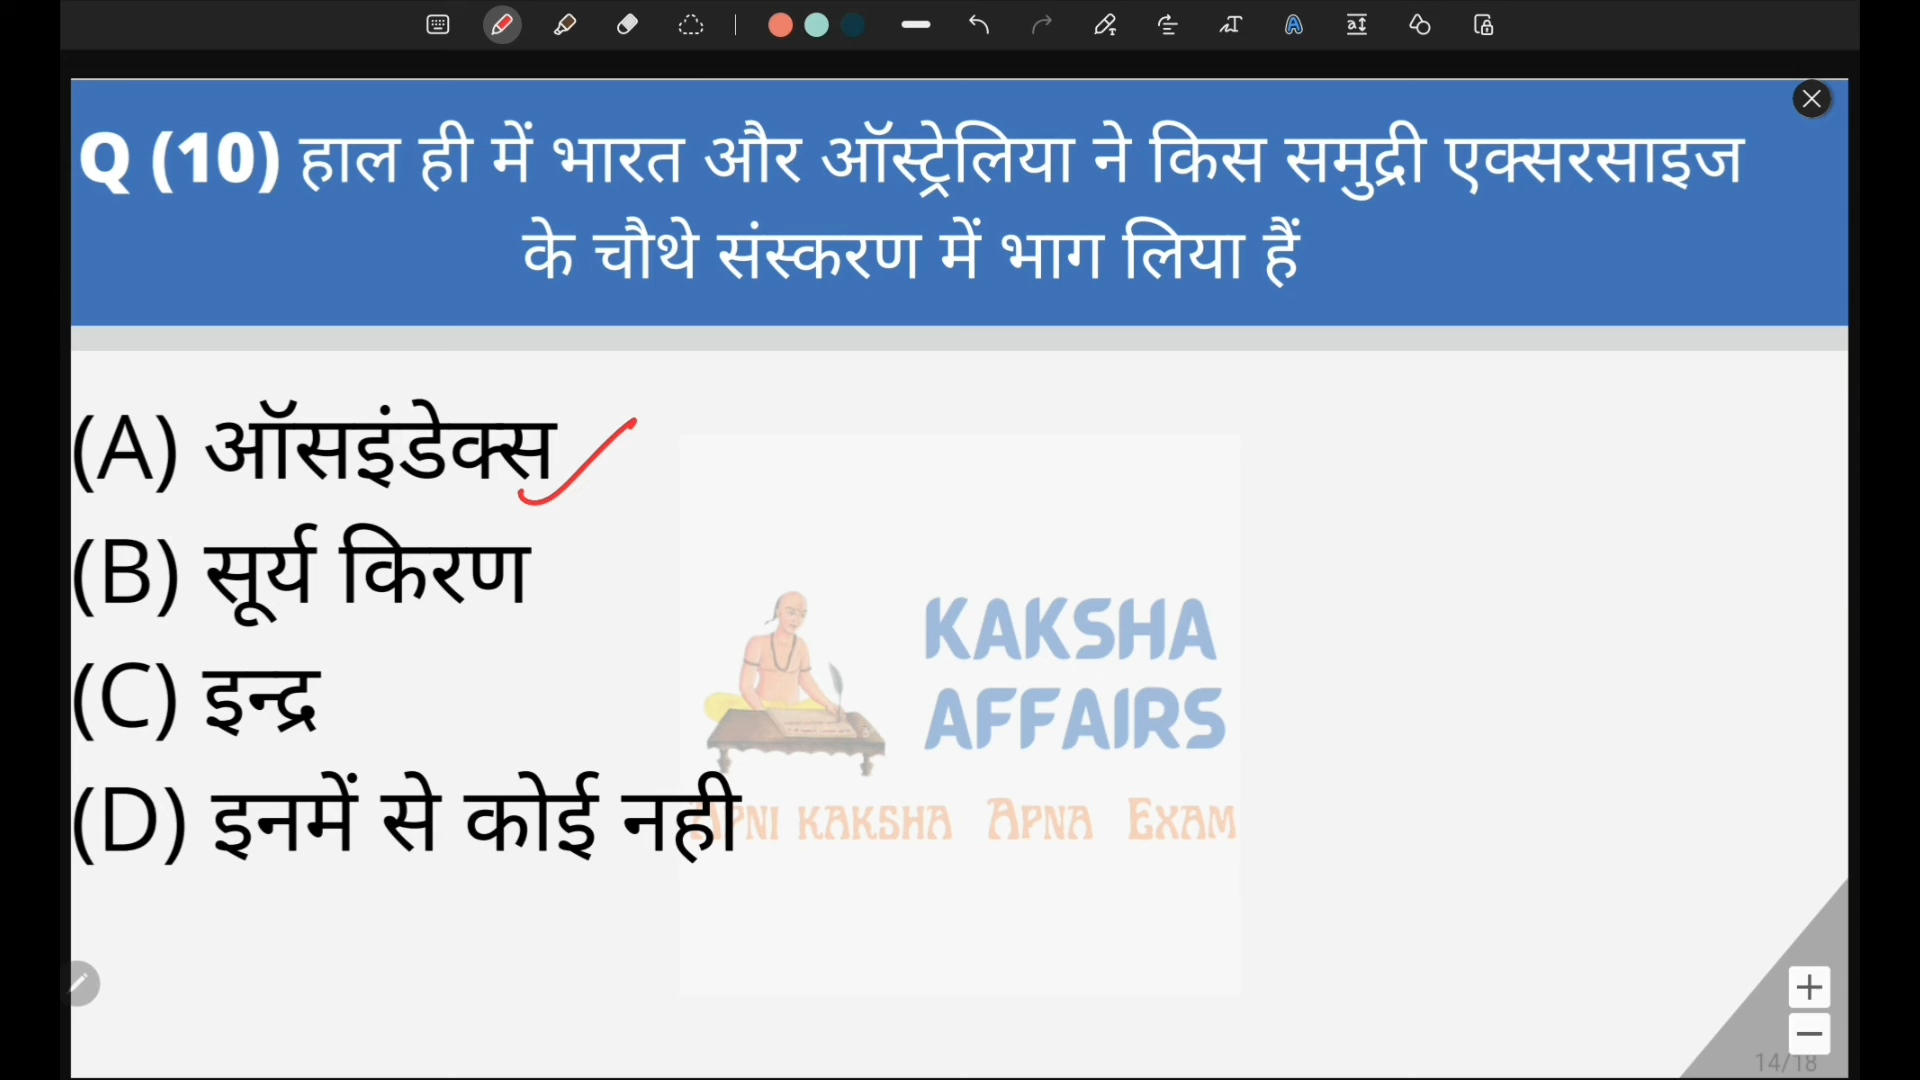 Q (10) हाल ही में भारत और ऑस्ट्रेलिया ने किस समुद्री एक्सरसाइज
के चौथे संस्करण में भाग लिया हैं
(A) ऑसइंडेक्स
(B) सूर्य किरण
(C) इन्द्र
(D) इनमें से कोई नही
KAKSHA
AFFAIRS
APNI KAKSHA APNA EXAM
14/18